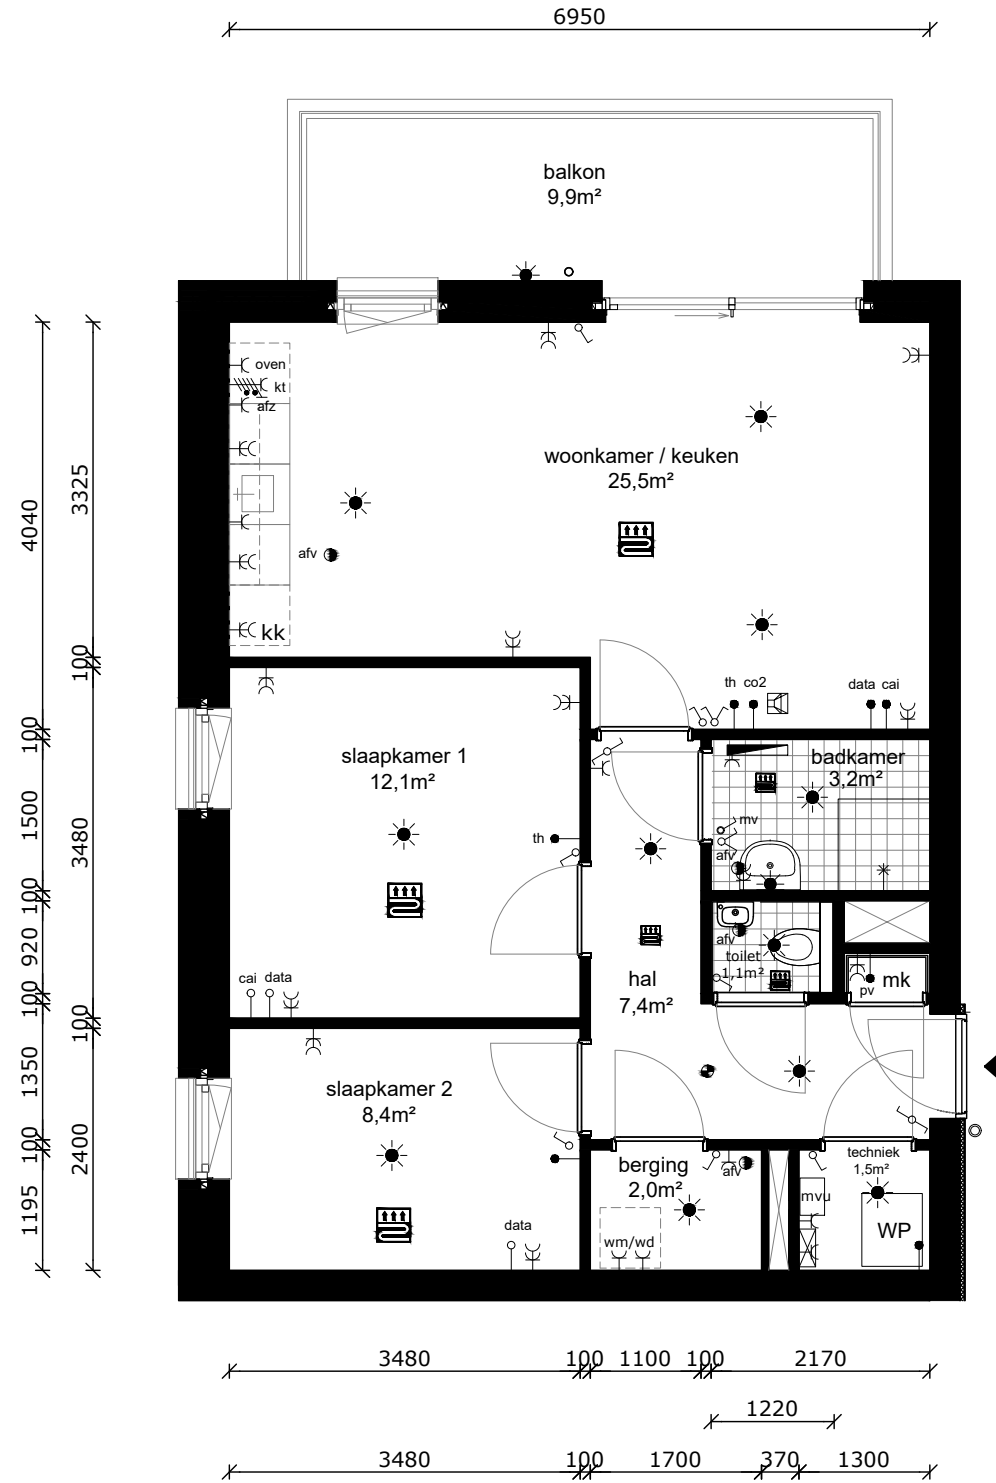 6950
balkon
9,9m²
oven
kt
afz
woonkamer / keuken
25,5m²
afv
kk
th co2
data cai
4040
3325
100
100
1500
3480
100
920
100
100
1350
2400
100
1195
slaapkamer 1
12,1m²
th
cai data
badkamer
3,2m²
mv
afv
afv
toilet
1,1m²
mk
pv
hal
7,4m²
slaapkamer 2
8,4m²
data
berging
2,0m²
afv
wm/wd
techniek
1,5m²
mvu
WP
3480 100 1100 100 2170
1220
3480 100 1700 370 1300